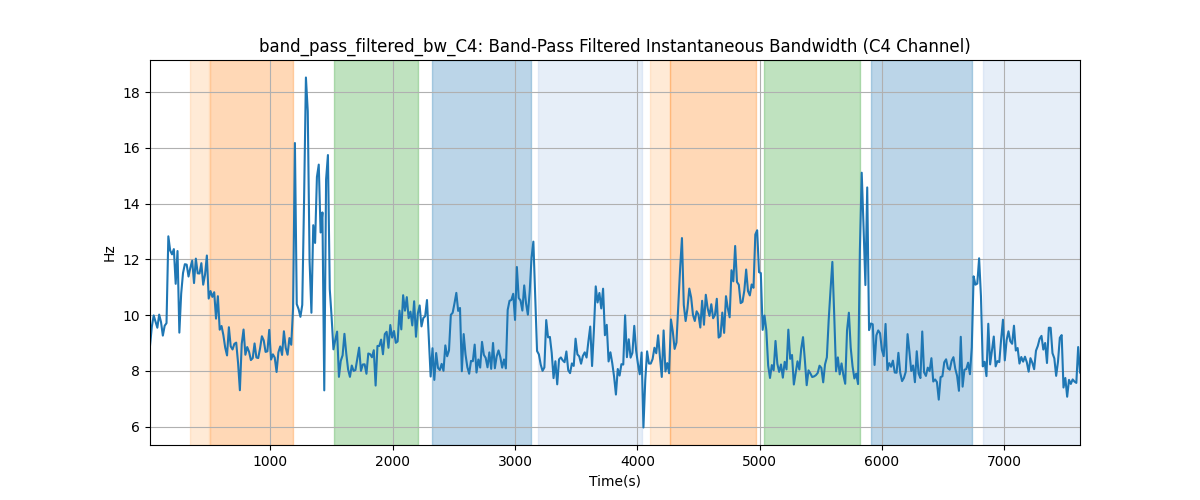 band_pass_filtered_bw_C4: Band-Pass Filtered Instantaneous Bandwidth (C4 Channel)
18
16
14
12
10
8
6
Hz
1000 2000 3000 4000 5000 6000 7000
Time(s)